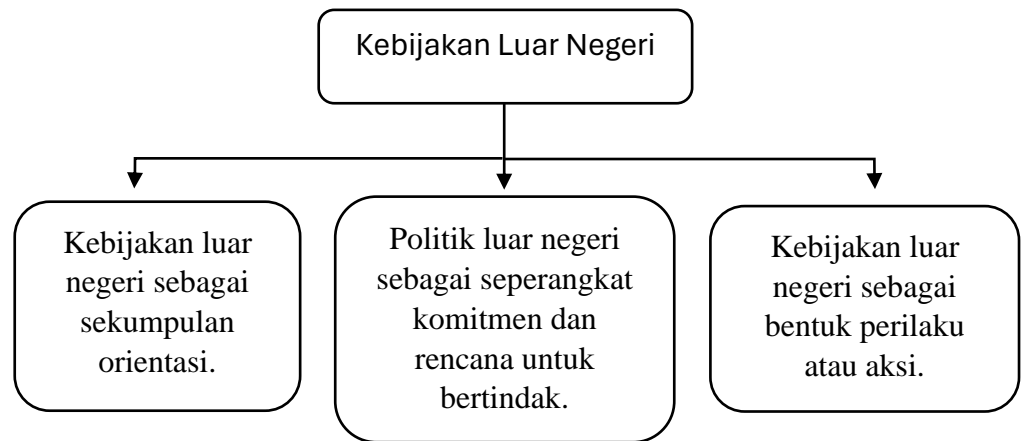 Kebijakan Luar Negeri
Kebijakan luar
negeri sebagai
sekumpulan
orientasi.
Politik luar negeri
sebagai seperangkat
komitmen dan
rencana untuk
bertindak.
Kebijakan luar
negeri sebagai
bentuk perilaku
atau aksi.